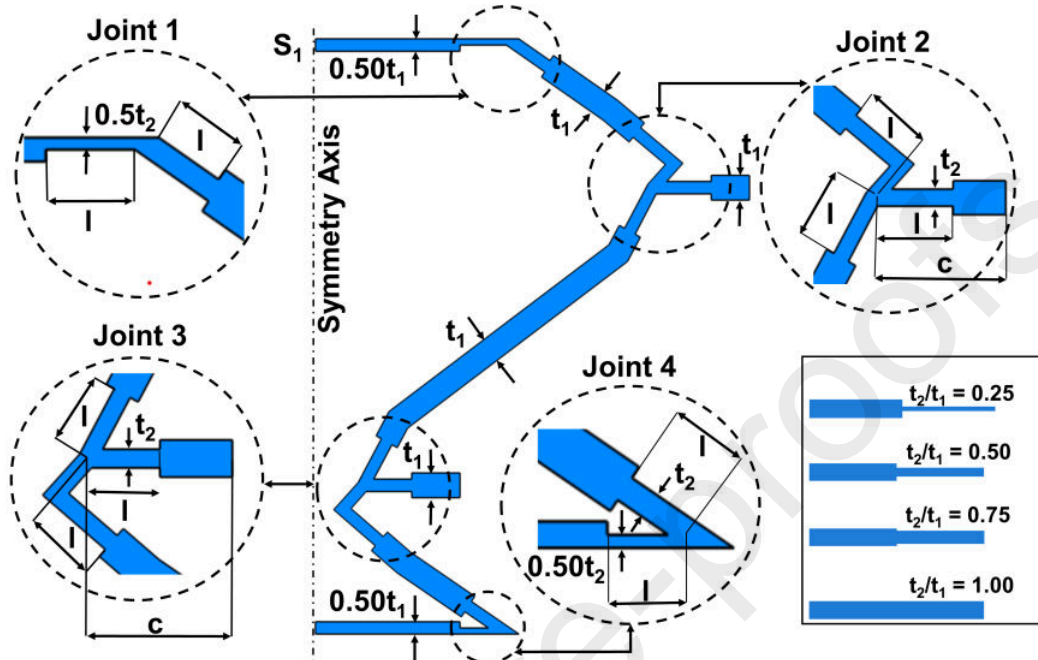 Joint 1
S₁
0.50t₁
Joint 2
0.5t₂
l
l
t₁
t₁
l
t₂
l
l
c
Symmetry Axis
Joint 3
t₁
Joint 4
l
t₂
l
l
c
t₁
0.50t₁
l
t₂
0.50t₂
l
t₂/t₁ = 0.25
t₂/t₁ = 0.50
t₂/t₁ = 0.75
t₂/t₁ = 1.00
e-proofs